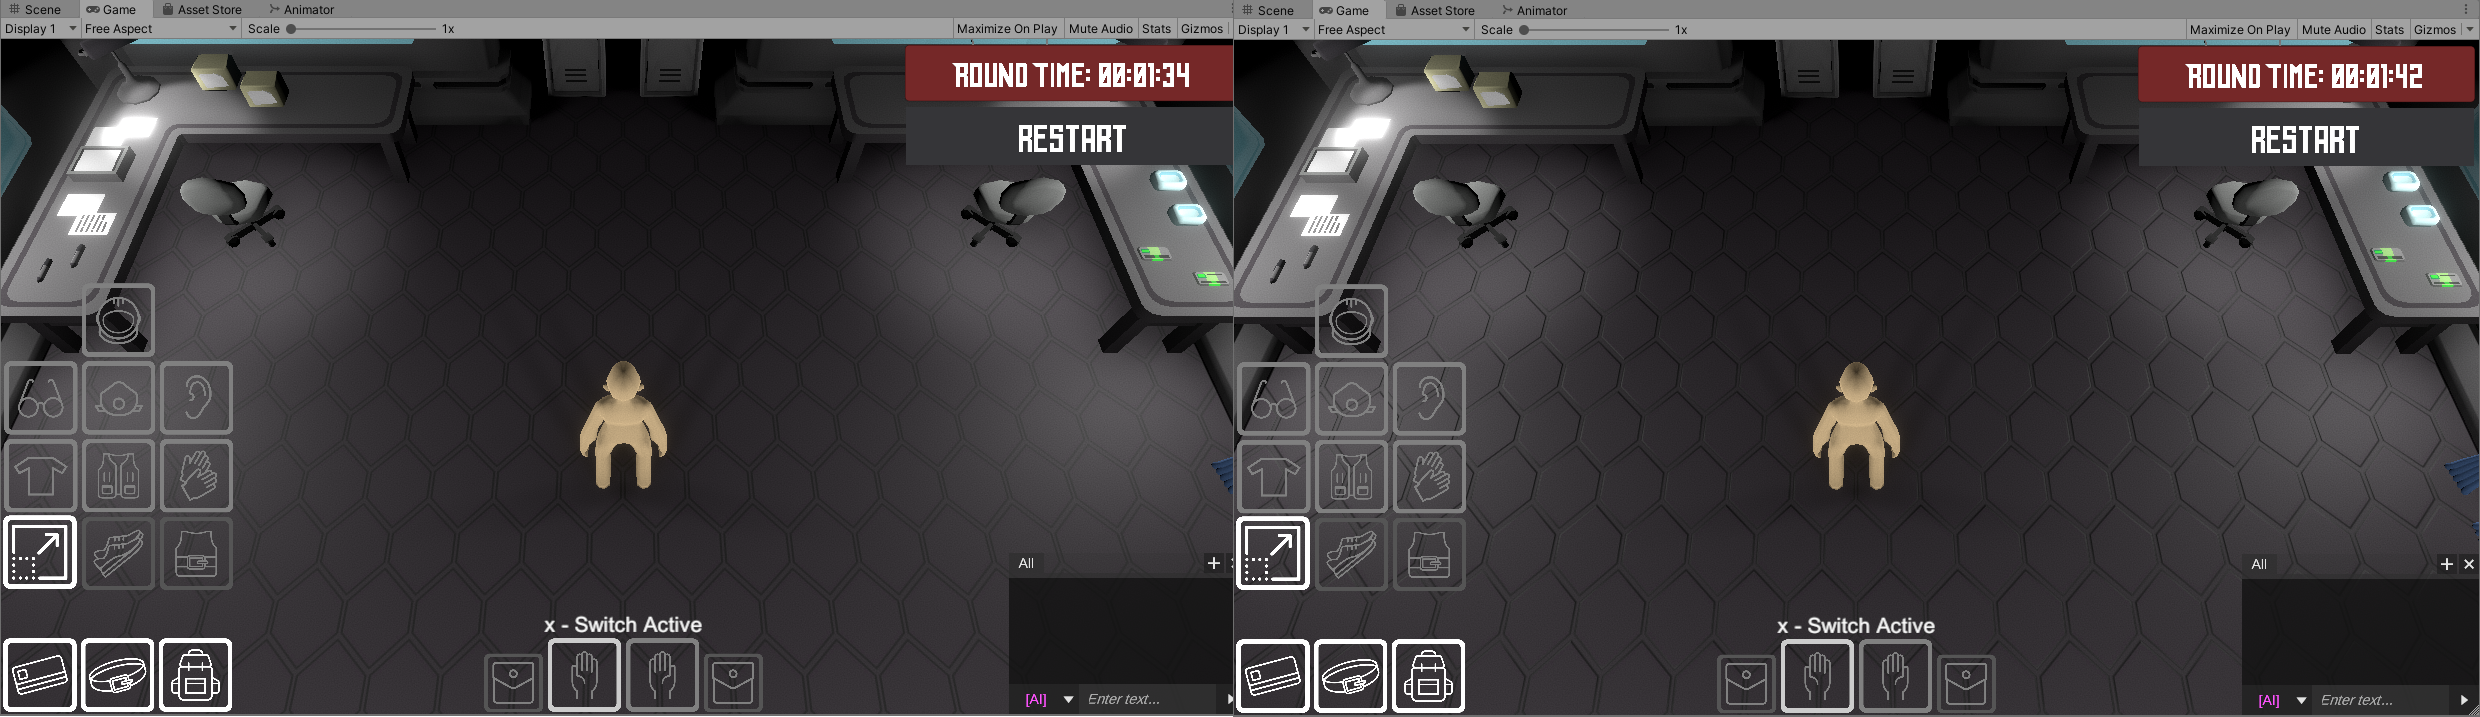 Scene Game Asset Store Animator
Display 1 Free Aspect Scale 1x Maximize On Play Mute Audio Stats Gizmos
ROUND TIME: 00:01:34
RESTART
x - Switch Active
All
[All]
Enter text...
Scene Game Asset Store Animator
Display 1 Free Aspect Scale 1x Maximize On Play Mute Audio Stats Gizmos
ROUND TIME: 00:01:42
RESTART
x - Switch Active
All
[All]
Enter text...